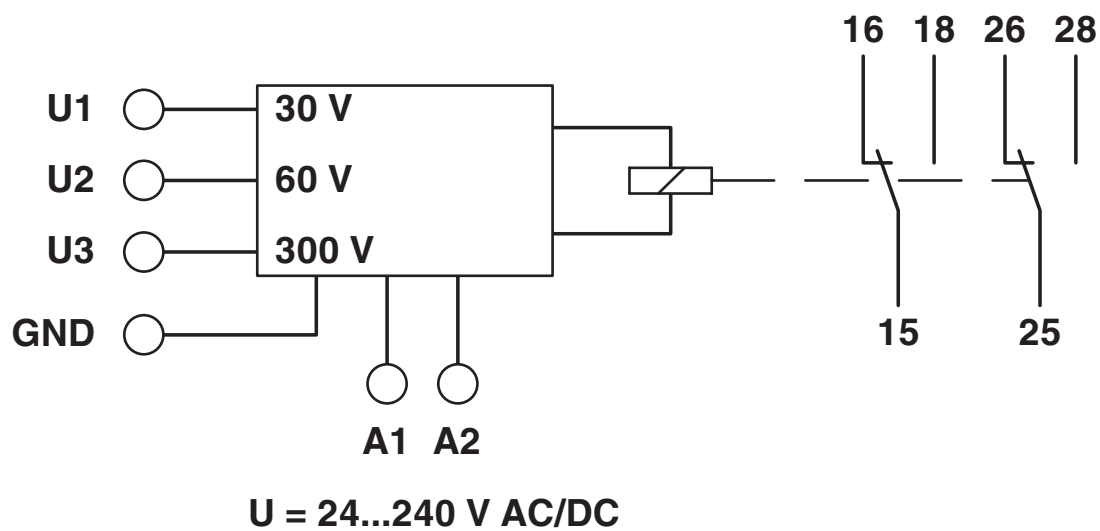 16 18 26 28
U1 30 V
U2 60 V
U3 300 V
GND
15 25
A1 A2
U = 24...240 V AC/DC